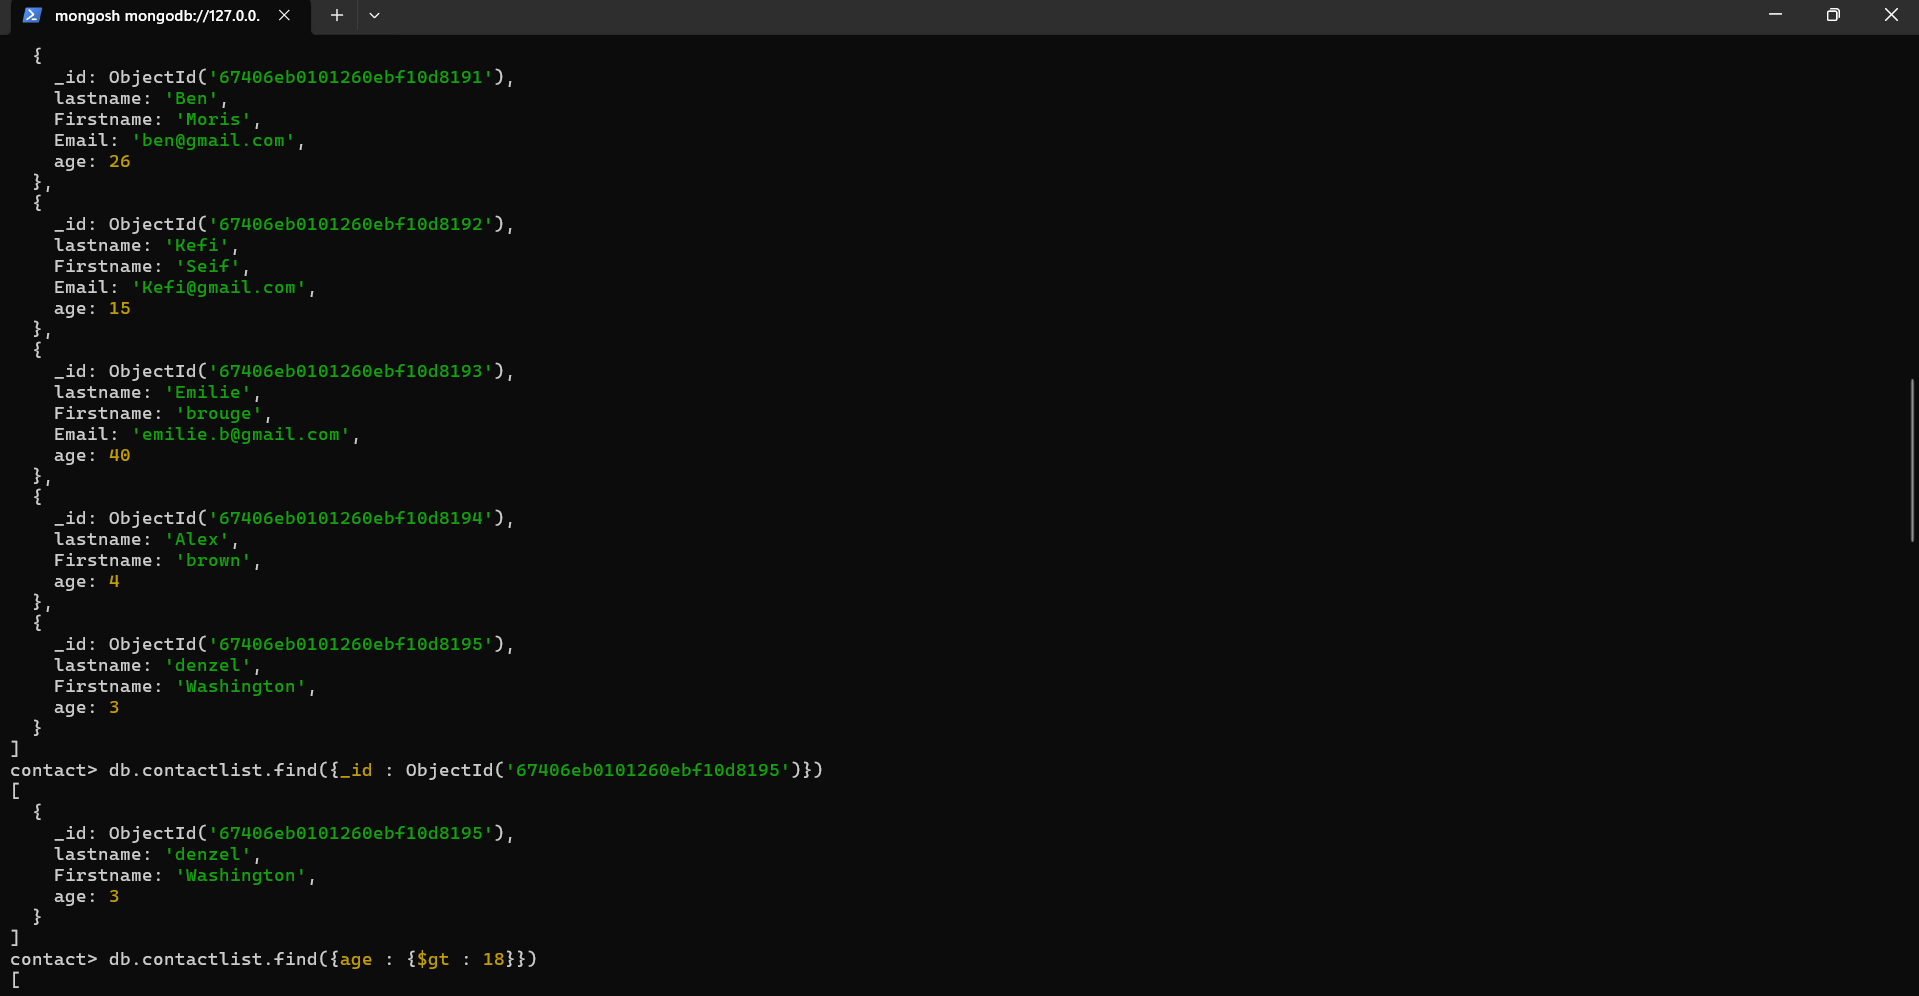 mongosh mongodb://127.0.0.
  {
    _id: ObjectId('67406eb0101260ebf10d8191'),
    lastname: 'Ben',
    Firstname: 'Moris',
    Email: 'ben@gmail.com',
    age: 26
  },
  {
    _id: ObjectId('67406eb0101260ebf10d8192'),
    lastname: 'Kefi',
    Firstname: 'Seif',
    Email: 'Kefi@gmail.com',
    age: 15
  },
  {
    _id: ObjectId('67406eb0101260ebf10d8193'),
    lastname: 'Emilie',
    Firstname: 'brouge',
    Email: 'emilie.b@gmail.com',
    age: 40
  },
  {
    _id: ObjectId('67406eb0101260ebf10d8194'),
    lastname: 'Alex',
    Firstname: 'brown',
    age: 4
  },
  {
    _id: ObjectId('67406eb0101260ebf10d8195'),
    lastname: 'denzel',
    Firstname: 'Washington',
    age: 3
  }
]
contact> db.contactlist.find({_id : ObjectId('67406eb0101260ebf10d8195')})
[
  {
    _id: ObjectId('67406eb0101260ebf10d8195'),
    lastname: 'denzel',
    Firstname: 'Washington',
    age: 3
  }
]
contact> db.contactlist.find({age : {$gt : 18}})
[